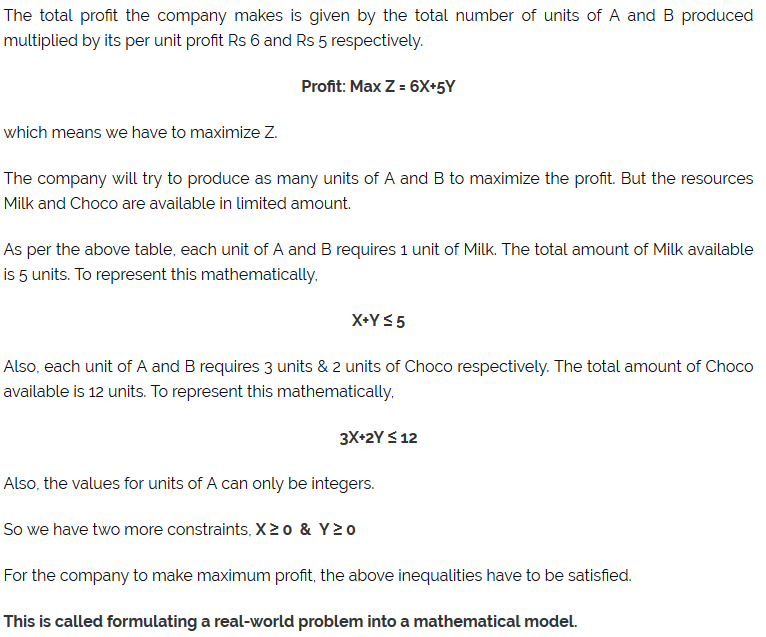 The total profit the company makes is given by the total number of units of A and B produced
multiplied by its per unit profit Rs 6 and Rs 5 respectively.
Profit: Max Z = 6X+5Y
which means we have to maximize Z.
The company will try to produce as many units of A and B to maximize the profit. But the resources
Milk and Choco are available in limited amount.
As per the above table, each unit of A and B requires 1 unit of Milk. The total amount of Milk available
is 5 units. To represent this mathematically,
X+Y ≤ 5
Also, each unit of A and B requires 3 units & 2 units of Choco respectively. The total amount of Choco
available is 12 units. To represent this mathematically,
3X+2Y ≤ 12
Also, the values for units of A can only be integers.
So we have two more constraints, X ≥ 0 & Y ≥ 0
For the company to make maximum profit, the above inequalities have to be satisfied.
This is called formulating a real-world problem into a mathematical model.